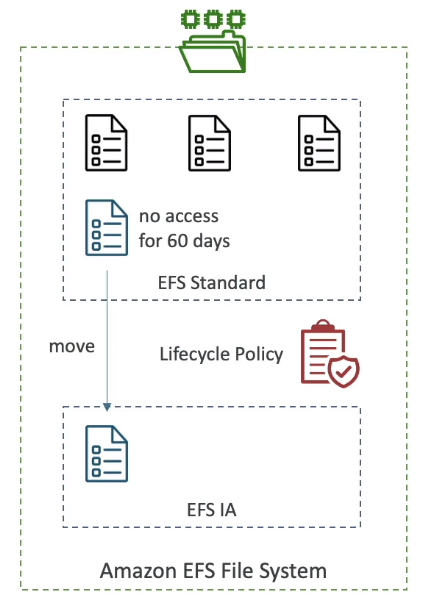 no access
for 60 days
EFS Standard
move
Lifecycle Policy
EFS IA
Amazon EFS File System